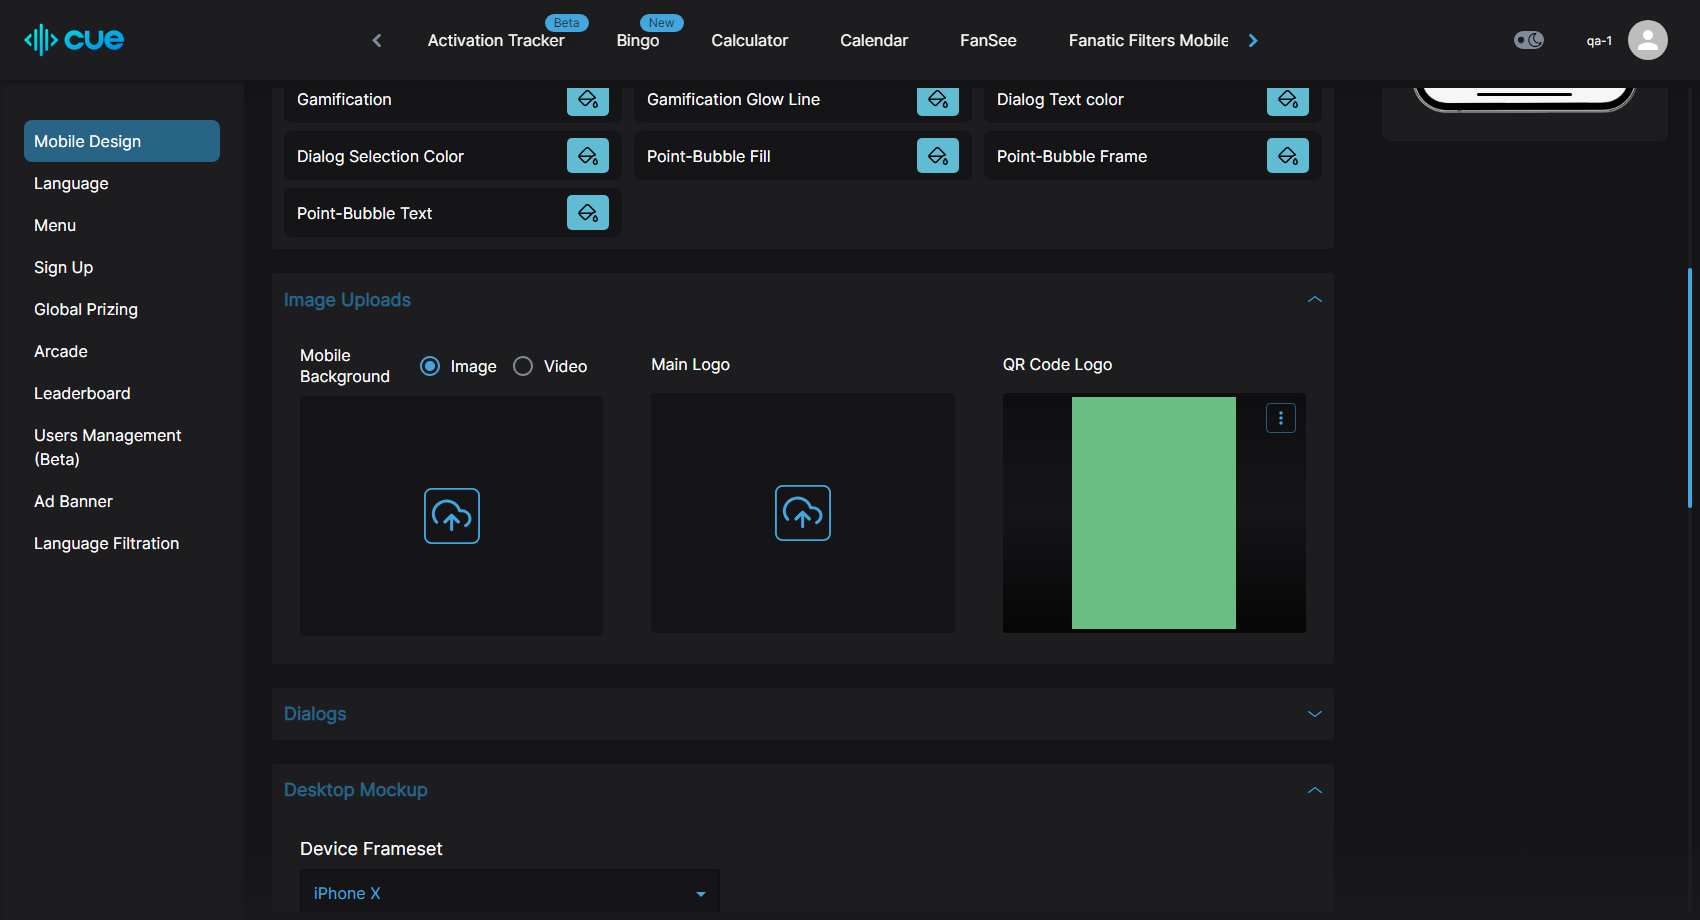 cue
Activation Tracker
Beta
Bingo
New
Calculator
Calendar
FanSee
Fanatic Filters Mobile
qa-1
Mobile Design
Language
Menu
Sign Up
Global Prizing
Arcade
Leaderboard
Users Management
(Beta)
Ad Banner
Language Filtration
Gamification
Gamification Glow Line
Dialog Text color
Dialog Selection Color
Point-Bubble Fill
Point-Bubble Frame
Point-Bubble Text
Image Uploads
Mobile
Background
Image
Video
Main Logo
QR Code Logo
Dialogs
Desktop Mockup
Device Frameset
iPhone X